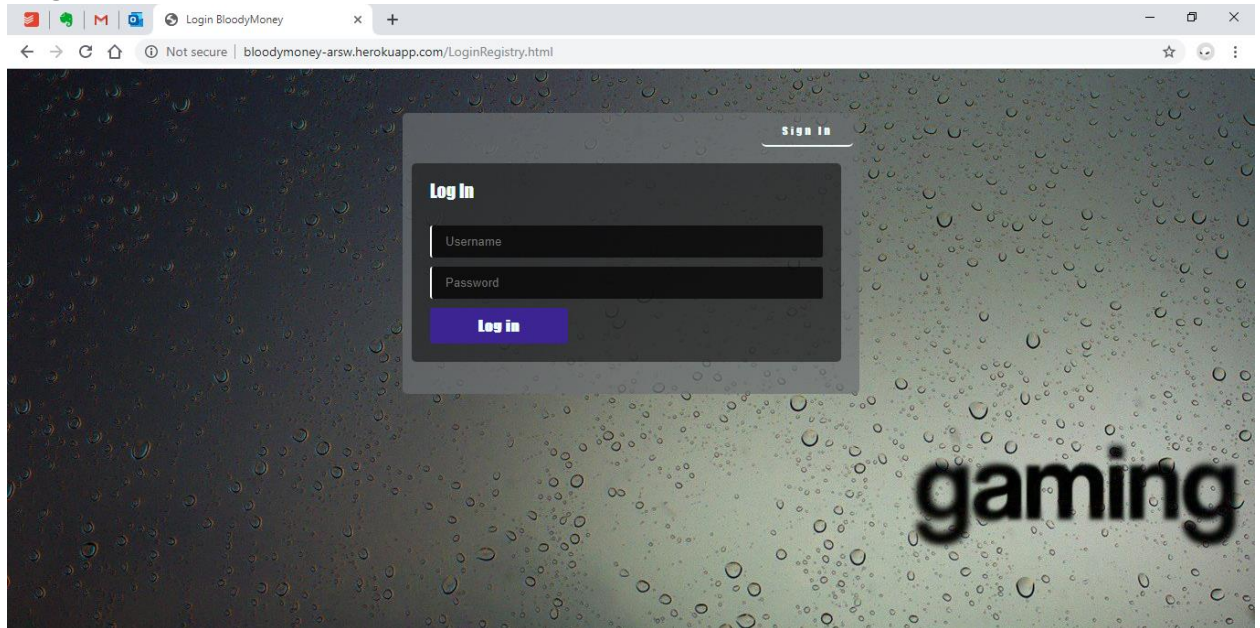 Login BloodyMoney
Not secure | bloodymoney-arsw.herokuapp.com/LoginRegistry.html
Sign In
Log In
Username
Password
Log in
gaming